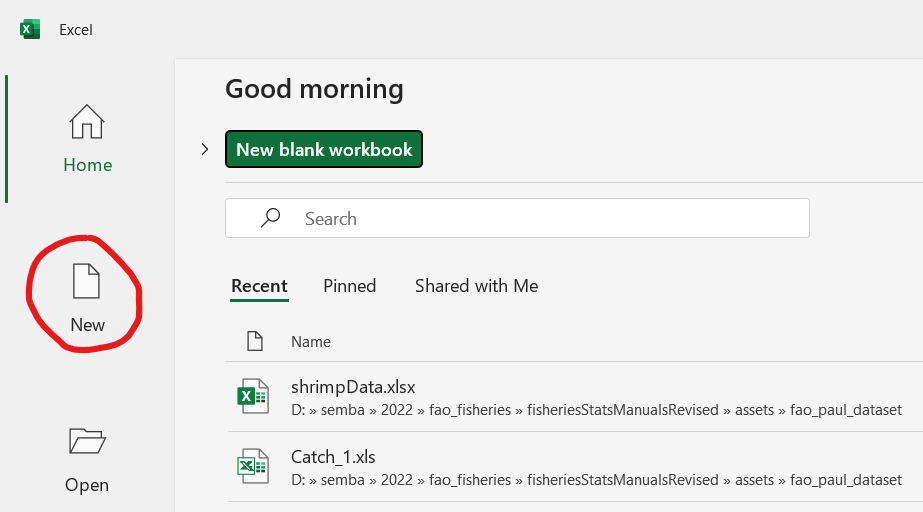 Excel
Good morning
New blank workbook
Home
Search
New
Recent Pinned Shared with Me
Name
shrimpData.xlsx
D: » semba » 2022 » fao_fisheries » fisheriesStatsManualsRevised » assets » fao_paul_dataset
Catch_1.xls
D: » semba » 2022 » fao_fisheries » fisheriesStatsManualsRevised » assets » fao_paul_dataset
Open